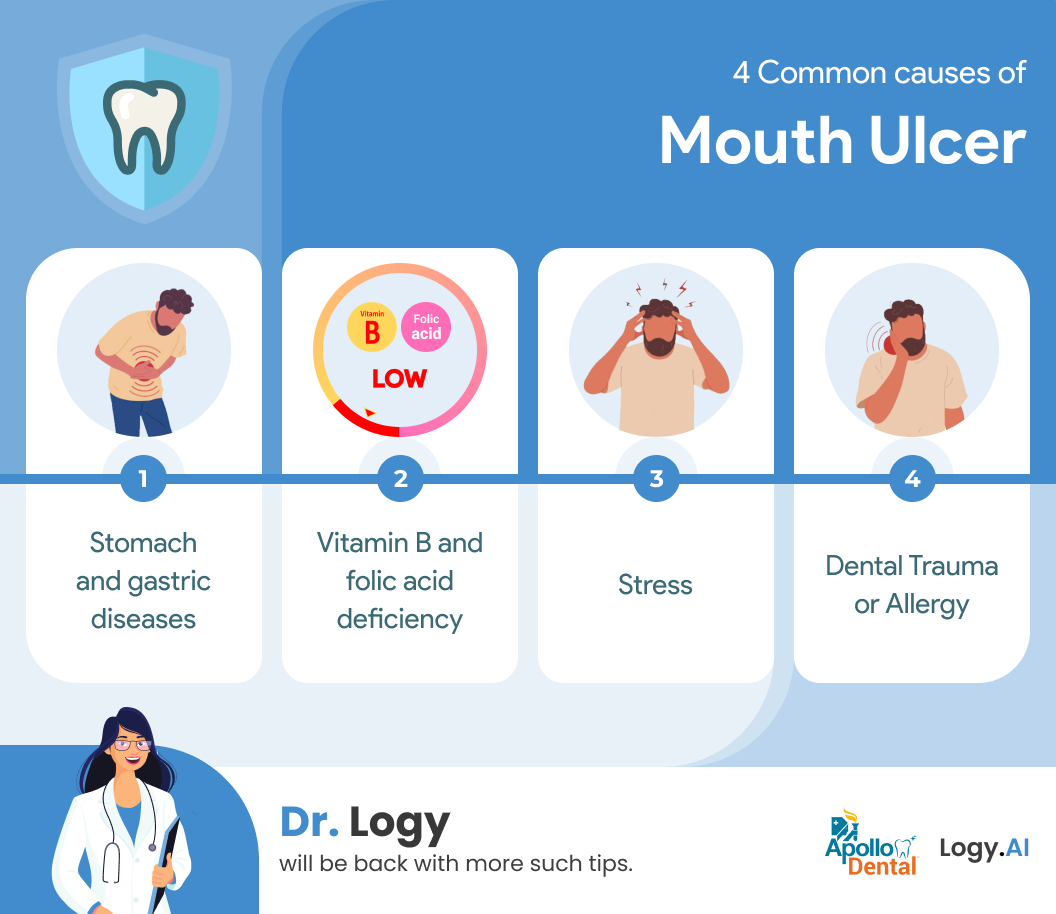 4 Common causes of
Mouth Ulcer
Vitamin
B
Folic
acid
LOW
1
2
3
4
Stomach
and gastric
diseases
Vitamin B and
folic acid
deficiency
Stress
Dental Trauma
or Allergy
Dr. Logy
will be back with more such tips.
Apollo
Dental
Logy.AI